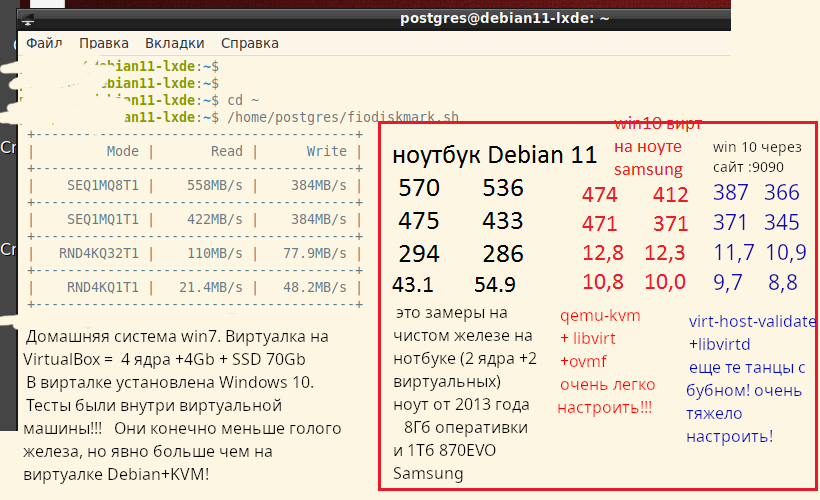 postgres@debian11-lxde: ~
Файл Правка Вкладки Справка
ebian11-lxde:~$
ebian11-lxde:~$
an11-lxde:~$ cd ~
an11-lxde:~$ /home/postgres/fiodiskmark.sh
+--------------------------------------+
| Mode | Read | Write |
+--------------------------------------+
| SEQ1MQ8T1 | 558MB/s | 384MB/s |
+--------------------------------------+
| SEQ1MQ1T1 | 422MB/s | 384MB/s |
+--------------------------------------+
| RND4KQ32T1 | 110MB/s | 77.9MB/s |
+--------------------------------------+
| RND4KQ1T1 | 21.4MB/s | 48.2MB/s |
+--------------------------------------+
Домашняя система win7. Виртуалка на
VirtualBox = 4 ядра +4Gb + SSD 70Gb
В вирталке установлена Windows 10.
Тесты были внутри виртуальной
машины!!! Они конечно меньше голого
железа, но явно больше чем на
виртуалке Debian+KVM!
ноутбук Debian 11
570 536
475 433
294 286
43.1 54.9
это замеры на
чистом железе на
нотбуке (2 ядра +2
виртуальных)
ноут от 2013 года
8Гб оперативки
и 1Тб 870EVO
Samsung
win10 вирт
на ноуте
samsung
474 412
471 371
12,8 12,3
10,8 10,0
qemu-kvm
+ libvirt
+ovmf
очень легко
настроить!!!
win 10 через
сайт :9090
387 366
371 345
11,7 10,9
9,7 8,8
virt-host-validate
+libvirtd
еще те танцы с
бубном! очень
тяжело
настроить!
Cr
Cr